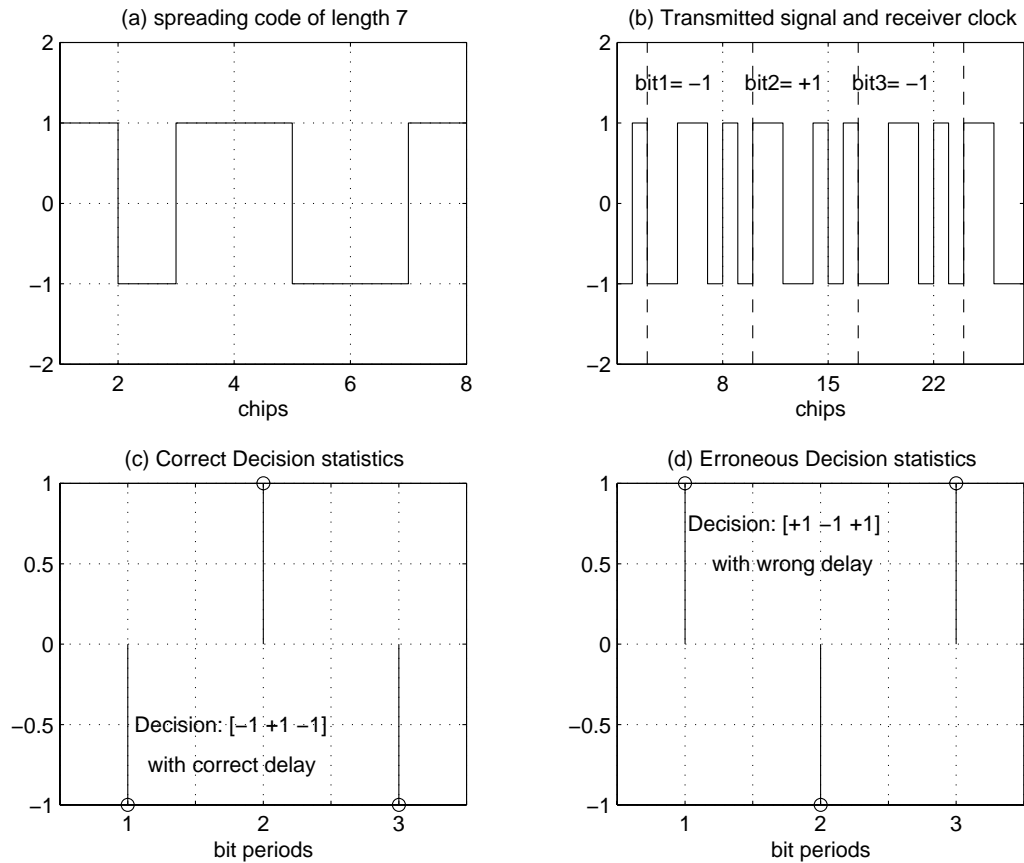 (a) spreading code of length 7
2
1
0
−1
−2
2 4 6 8
chips
(b) Transmitted signal and receiver clock
2
1
0
−1
−2
bit1= −1 bit2= +1 bit3= −1
8 15 22
chips
(c) Correct Decision statistics
1
0.5
0
−0.5
−1
Decision: [−1 +1 −1]
with correct delay
1 2 3
bit periods
(d) Erroneous Decision statistics
1
0.5
0
−0.5
−1
Decision: [+1 −1 +1]
with wrong delay
1 2 3
bit periods